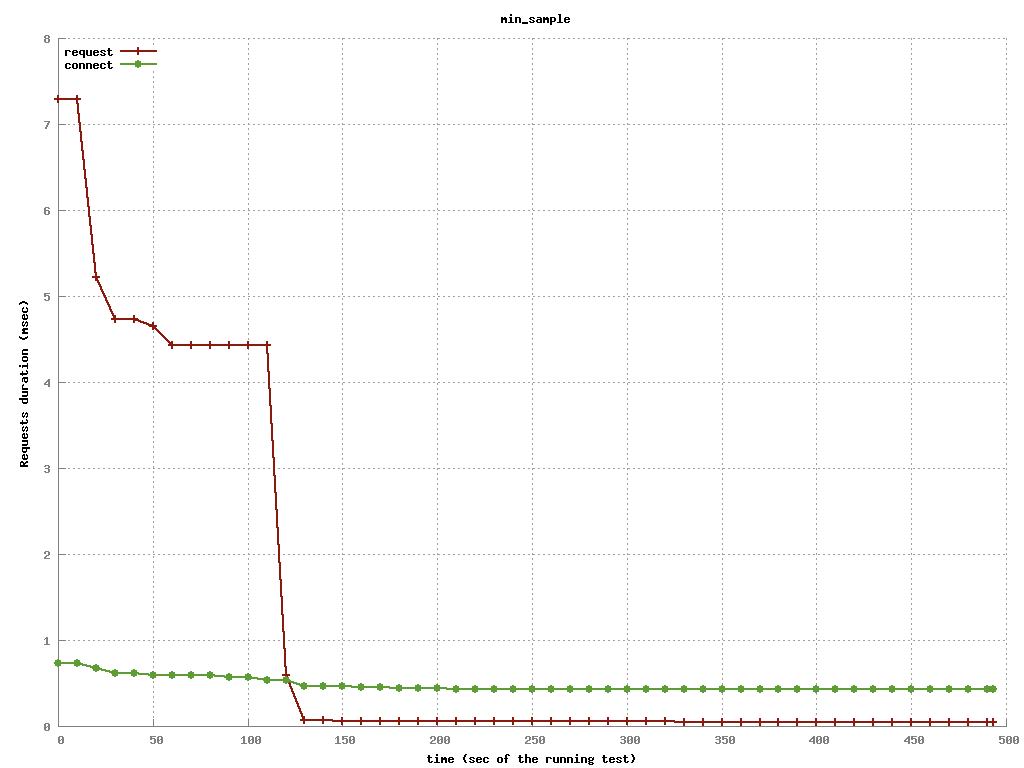 min_sample
request
connect
8
7
6
5
4
3
2
1
0
Requests duration (msec)
0 50 100 150 200 250 300 350 400 450 500
time (sec of the running test)